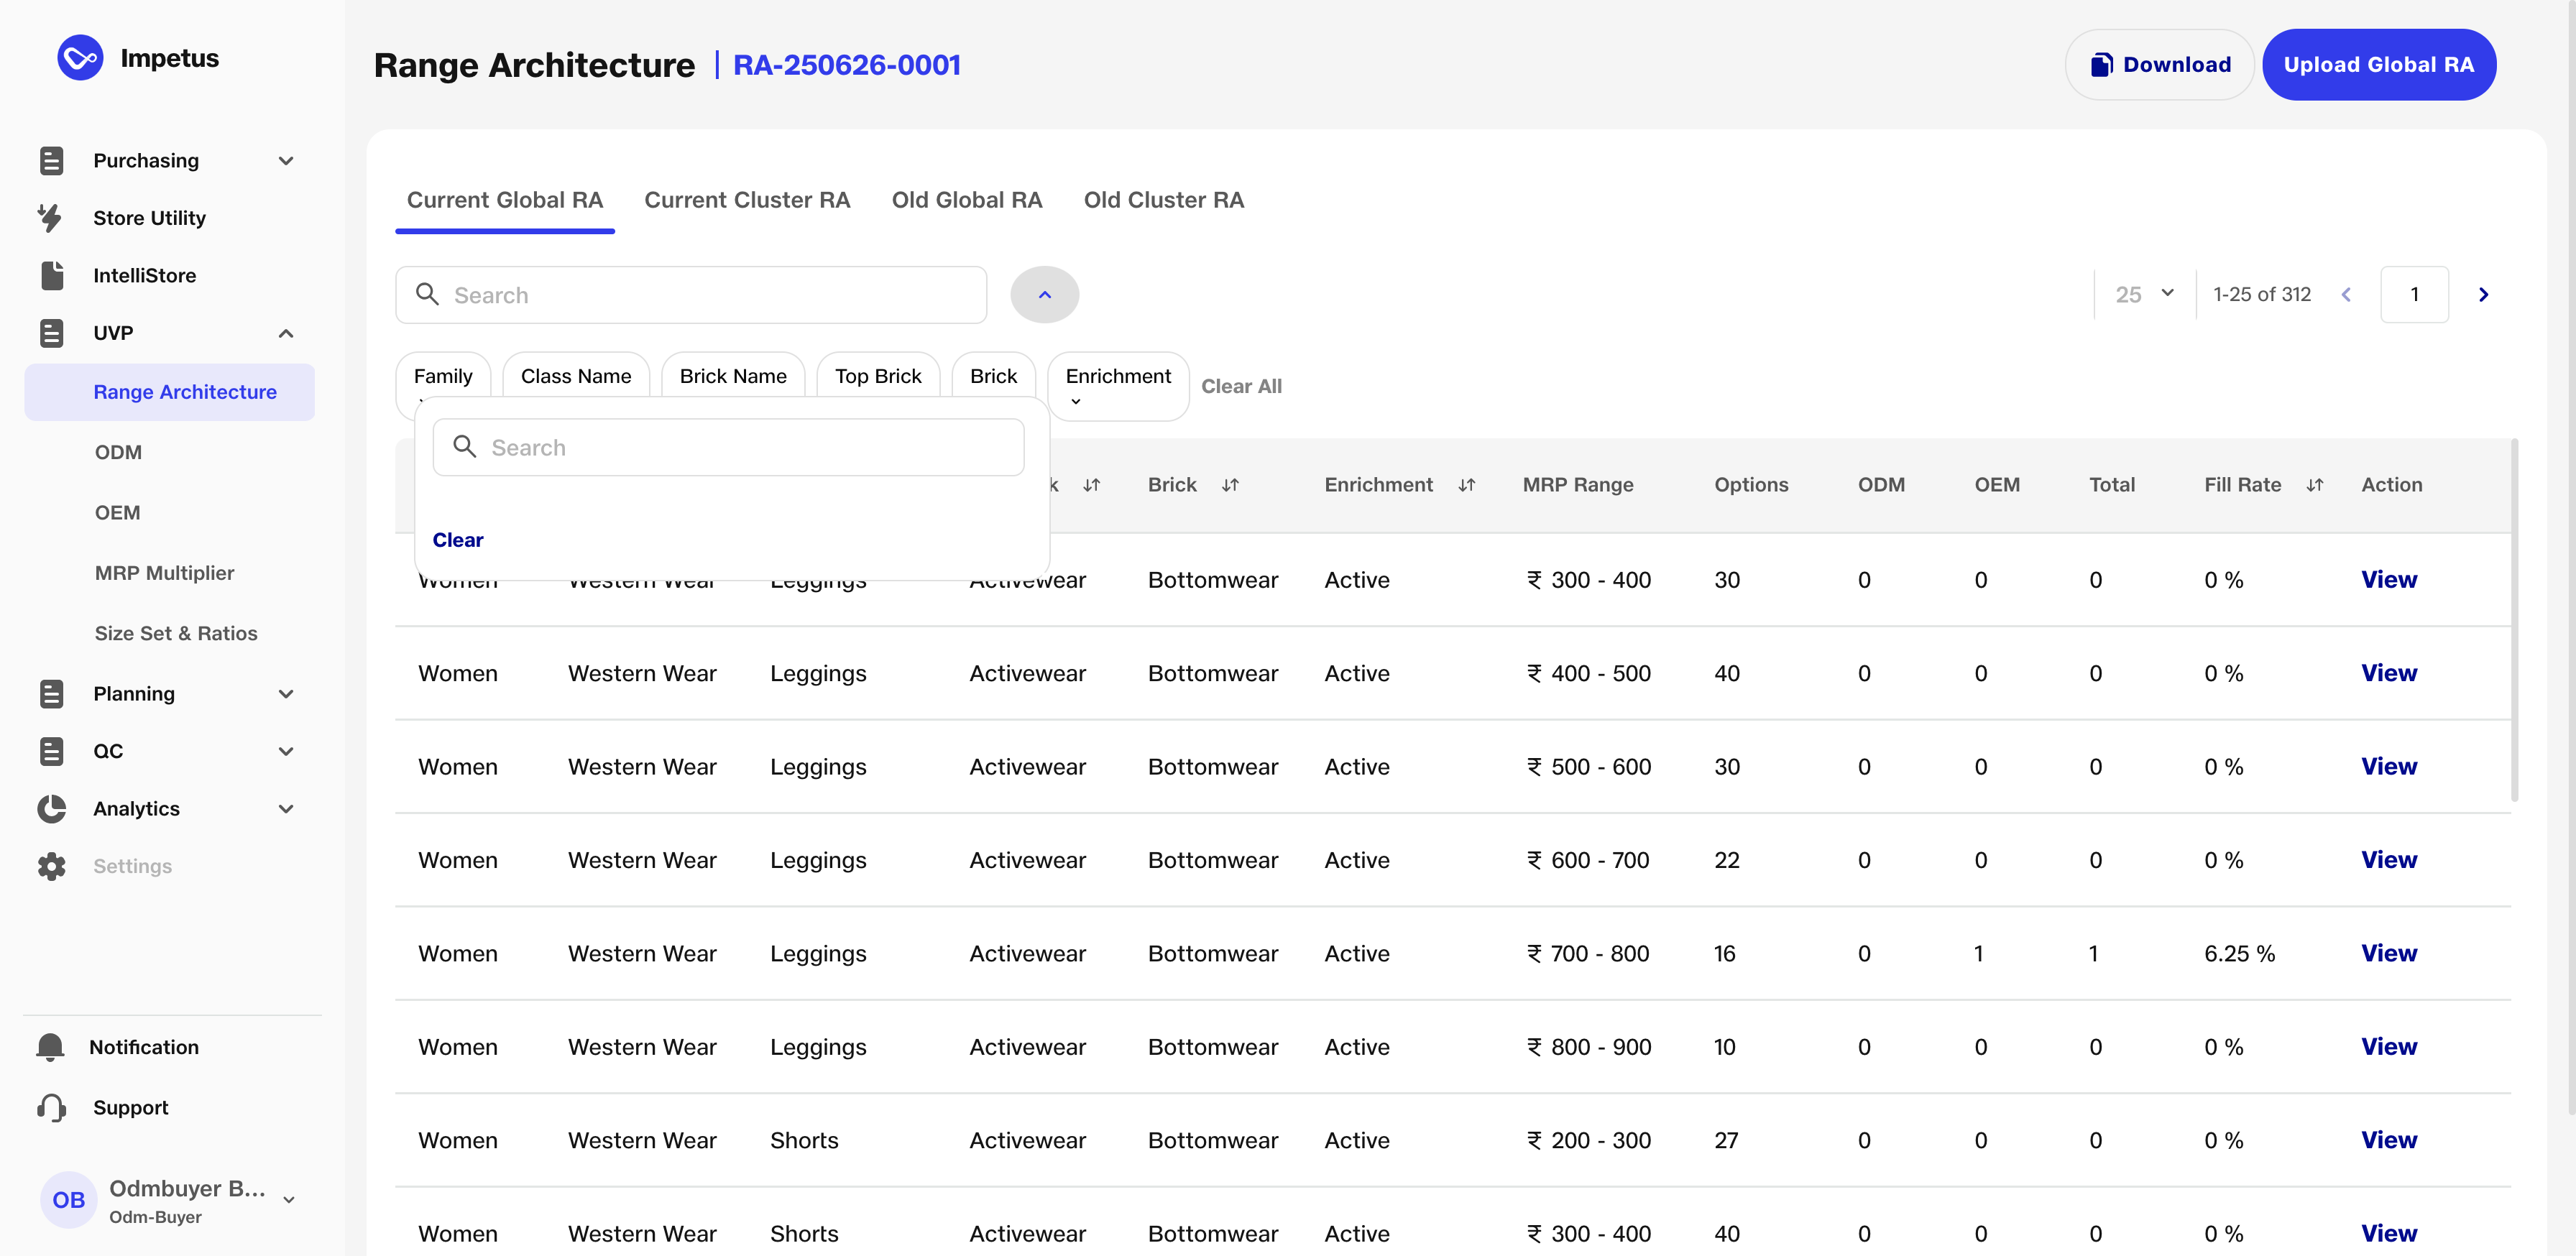 Impetus
Purchasing
Store Utility
IntelliStore
UVP
Range Architecture
ODM
OEM
MRP Multiplier
Size Set & Ratios
Planning
QC
Analytics
Settings
Notification
Support
OB
Odmbuyer B...
Odm-Buyer
Range Architecture | RA-250626-0001
Download
Upload Global RA
Current Global RA Current Cluster RA Old Global RA Old Cluster RA
Search
25 1-25 of 312 1
Family Class Name Brick Name Top Brick Brick Enrichment Clear All
Search
Clear
k Brick Enrichment MRP Range Options ODM OEM Total Fill Rate Action
Women Western Wear Leggings Activewear Bottomwear Active ₹ 300 - 400 30 0 0 0 0 % View
Women Western Wear Leggings Activewear Bottomwear Active ₹ 400 - 500 40 0 0 0 0 % View
Women Western Wear Leggings Activewear Bottomwear Active ₹ 500 - 600 30 0 0 0 0 % View
Women Western Wear Leggings Activewear Bottomwear Active ₹ 600 - 700 22 0 0 0 0 % View
Women Western Wear Leggings Activewear Bottomwear Active ₹ 700 - 800 16 0 1 1 6.25 % View
Women Western Wear Leggings Activewear Bottomwear Active ₹ 800 - 900 10 0 0 0 0 % View
Women Western Wear Shorts Activewear Bottomwear Active ₹ 200 - 300 27 0 0 0 0 % View
Women Western Wear Shorts Activewear Bottomwear Active ₹ 300 - 400 40 0 0 0 0 % View